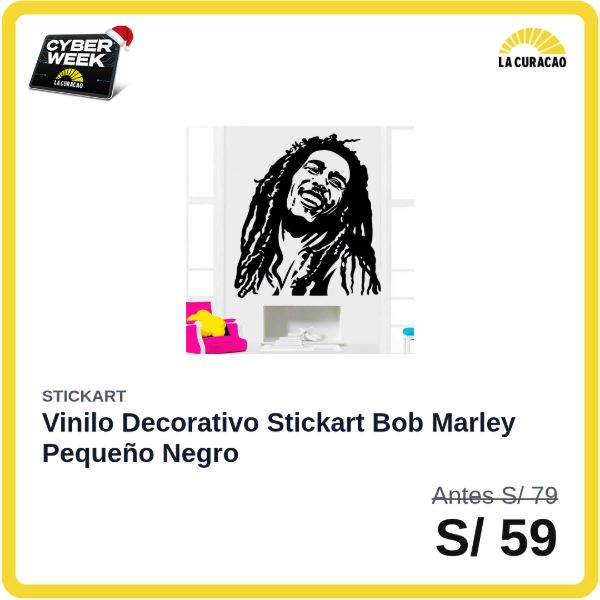 CYBER
WEEK
LA CURACAO
LA CURACAO
STICKART
Vinilo Decorativo Stickart Bob Marley
Pequeño Negro
Antes S/ 79
S/ 59